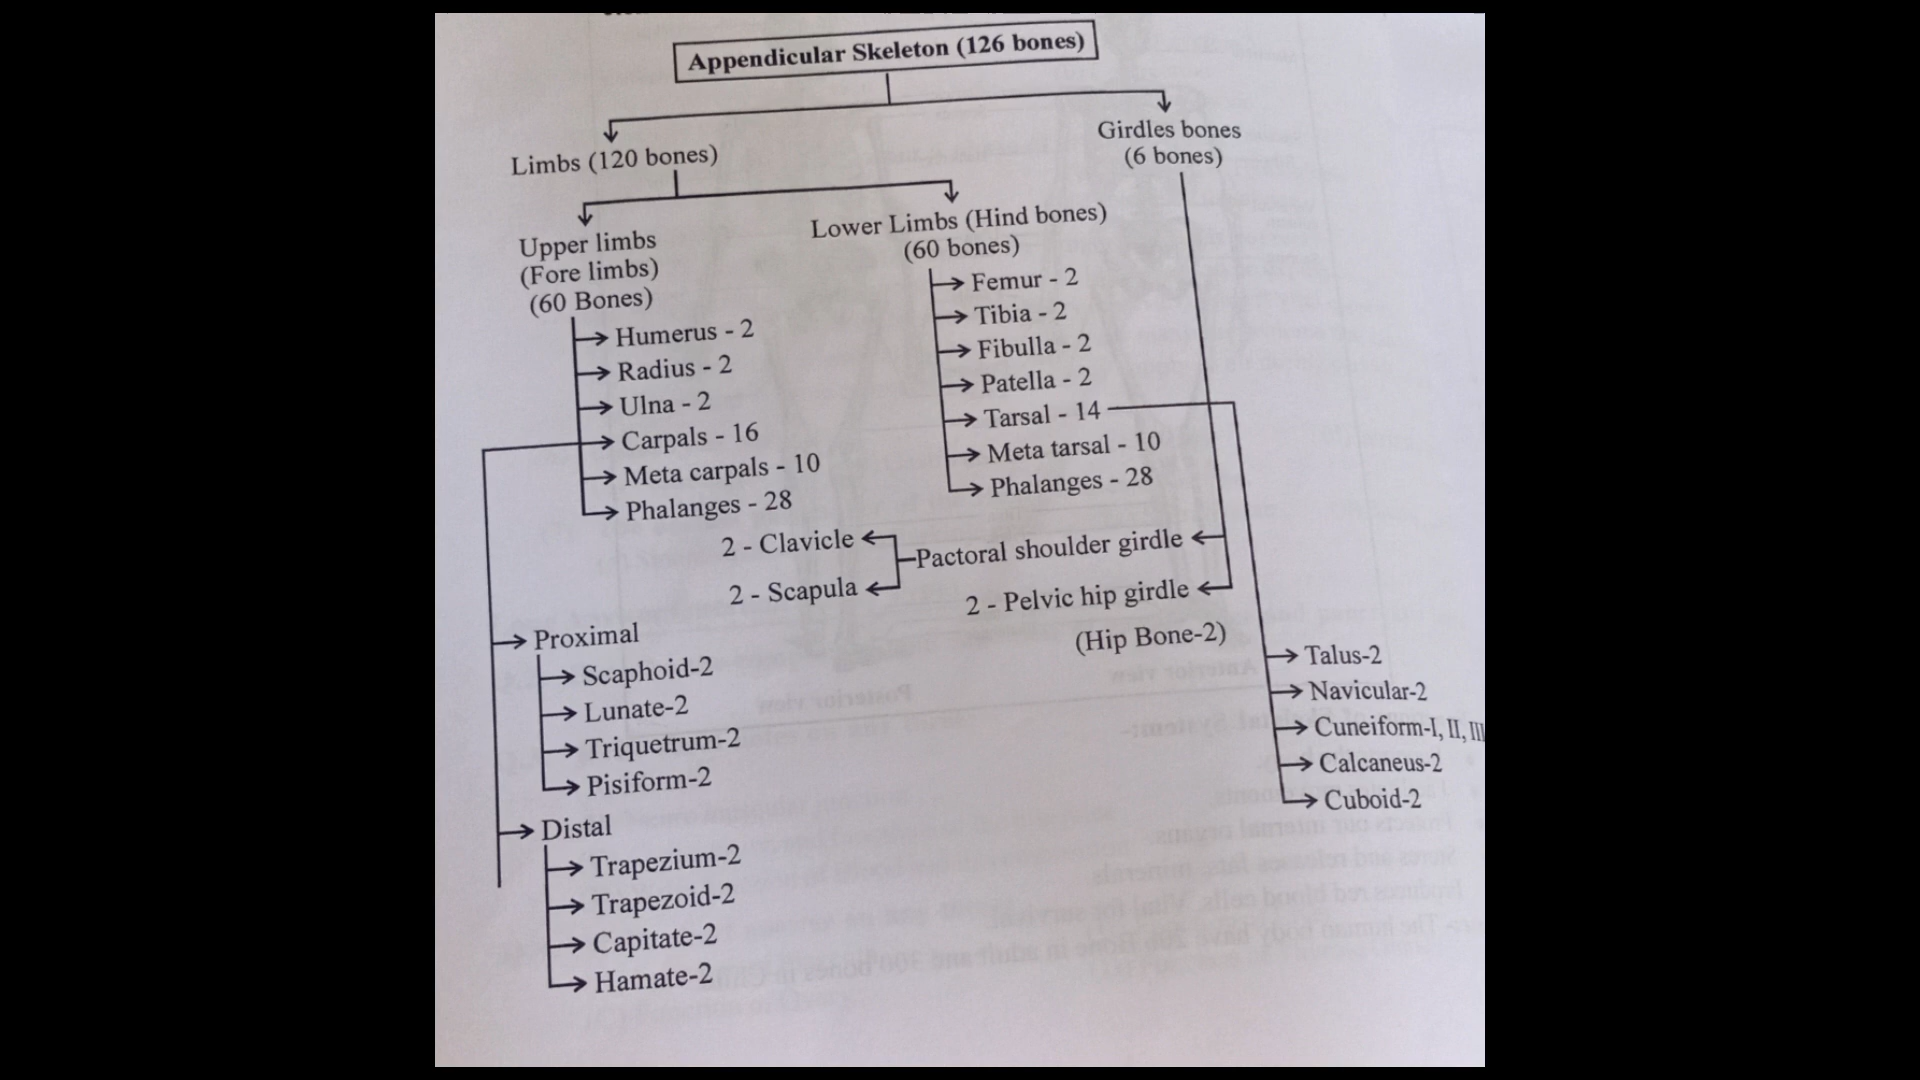 Appendicular Skeleton (126 bones)
Limbs (120 bones)
Girdles bones
(6 bones)
Upper limbs
(Fore limbs)
(60 Bones)
Humerus - 2
Radius - 2
Ulna - 2
Carpals - 16
Meta carpals - 10
Phalanges - 28
Lower Limbs (Hind bones)
(60 bones)
Femur - 2
Tibia - 2
Fibulla - 2
Patella - 2
Tarsal - 14
Meta tarsal - 10
Phalanges - 28
2 - Clavicle
2 - Scapula
Pactoral shoulder girdle
2 - Pelvic hip girdle
(Hip Bone-2)
Proximal
Scaphoid-2
Lunate-2
Triquetrum-2
Pisiform-2
Distal
Trapezium-2
Trapezoid-2
Capitate-2
Hamate-2
Talus-2
Navicular-2
Cuneiform-I, II, III
Calcaneus-2
Cuboid-2